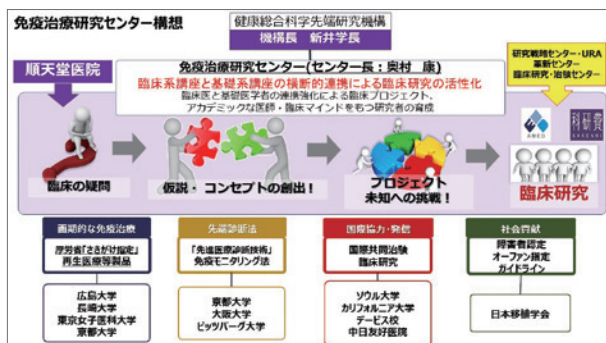 免疫治療研究センター構想
健康総合科学先端研究機構
機構長 新井学長
免疫治療研究センター(センター長：奥村 康)
臨床系講座と基礎系講座の横断的連携による臨床研究の活性化
臨床医と基礎医学者の連携強化による臨床プロジェクト、
アカデミックな医師・臨床マインドをもつ研究者の育成
順天堂医院
研究戦略センター・URA
革新センター
臨床研究・治験センター
AMED
科研費
KAKENHI
臨床の疑問
仮説・ コンセプトの創出！
プロジェクト
未知への挑戦！
臨床研究
画期的な免疫治療
厚労省「さきがけ指定」
再生医療等製品
広島大学
長崎大学
東京女子医科大学
京都大学
先端診断法
「先進医療診断技術」
免疫モニタリング法
京都大学
大阪大学
ピッツバーグ大学
国際協力・発信
国際共同治験
臨床研究
ソウル大学
カリフォルニア大学
デービス校
中日友好医院
社会貢献
障害者認定
オーファン指定
ガイドライン
日本移植学会